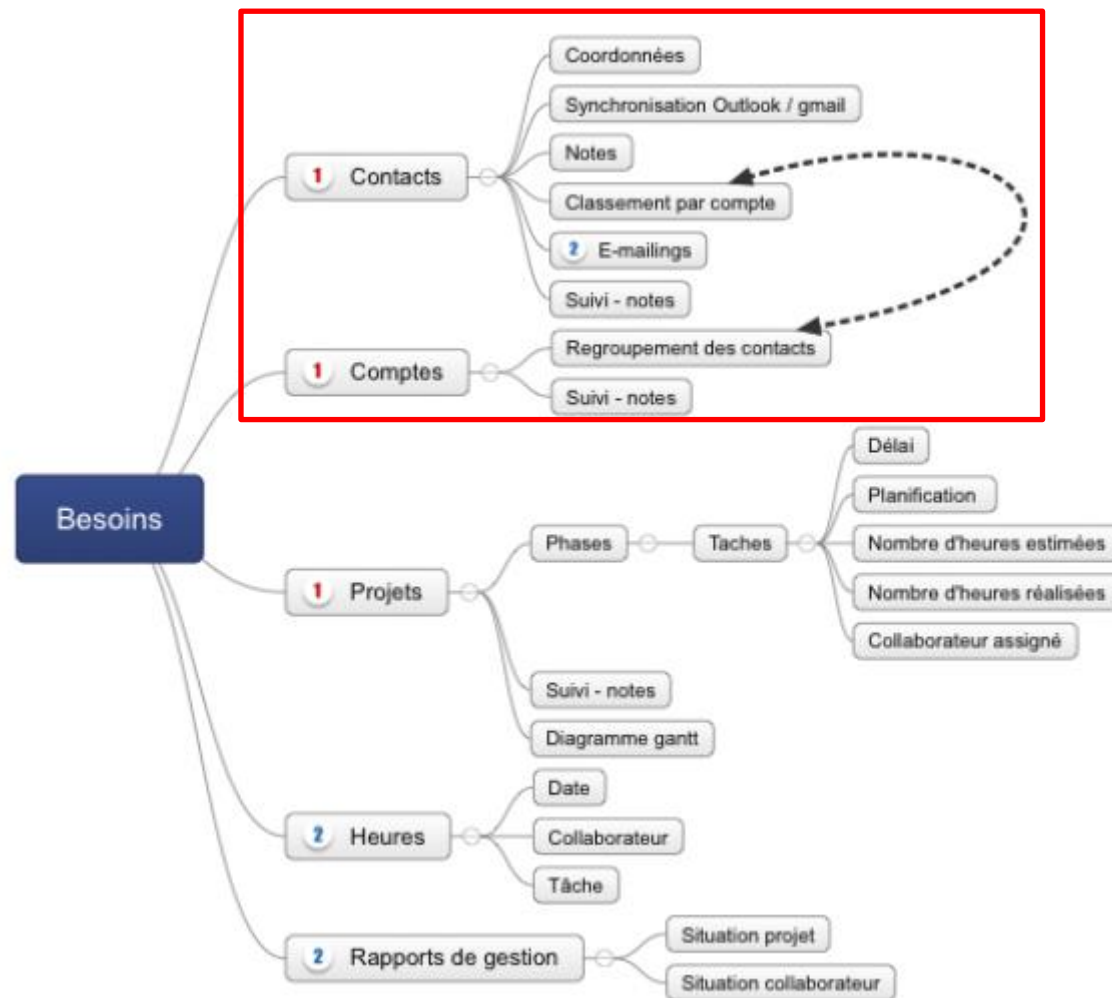 Besoins
1 Contacts
Coordonnées
Synchronisation Outlook / gmail
Notes
Classement par compte
2 E-mailings
Suivi - notes
1 Comptes
Regroupement des contacts
Suivi - notes
1 Projets
Phases
Taches
Délai
Planification
Nombre d'heures estimées
Nombre d'heures réalisées
Collaborateur assigné
Suivi - notes
Diagramme gantt
2 Heures
Date
Collaborateur
Tâche
2 Rapports de gestion
Situation projet
Situation collaborateur